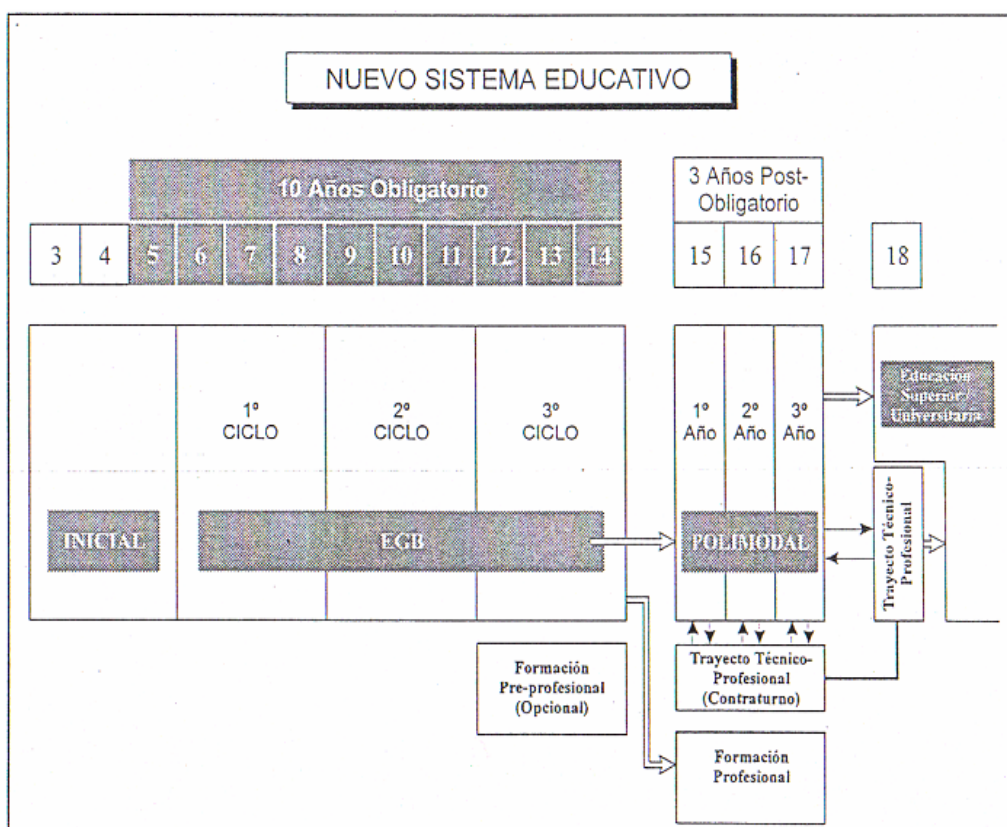 NUEVO SISTEMA EDUCATIVO
10 Años Obligatorio
3 Años Post-
Obligatorio
3 4 5 6 7 8 9 10 11 12 13 14 15 16 17 18
1º
CICLO
2º
CICLO
3º
CICLO
1º
Año
2º
Año
3º
Año
Educación
Superior /
Universitaria
INICIAL
EGB
POLIMODAL
Trayecto Técnico-
Profesional
Formación
Pre-profesional
(Opcional)
Trayecto Técnico-
Profesional
(Contraturno)
Formación
Profesional